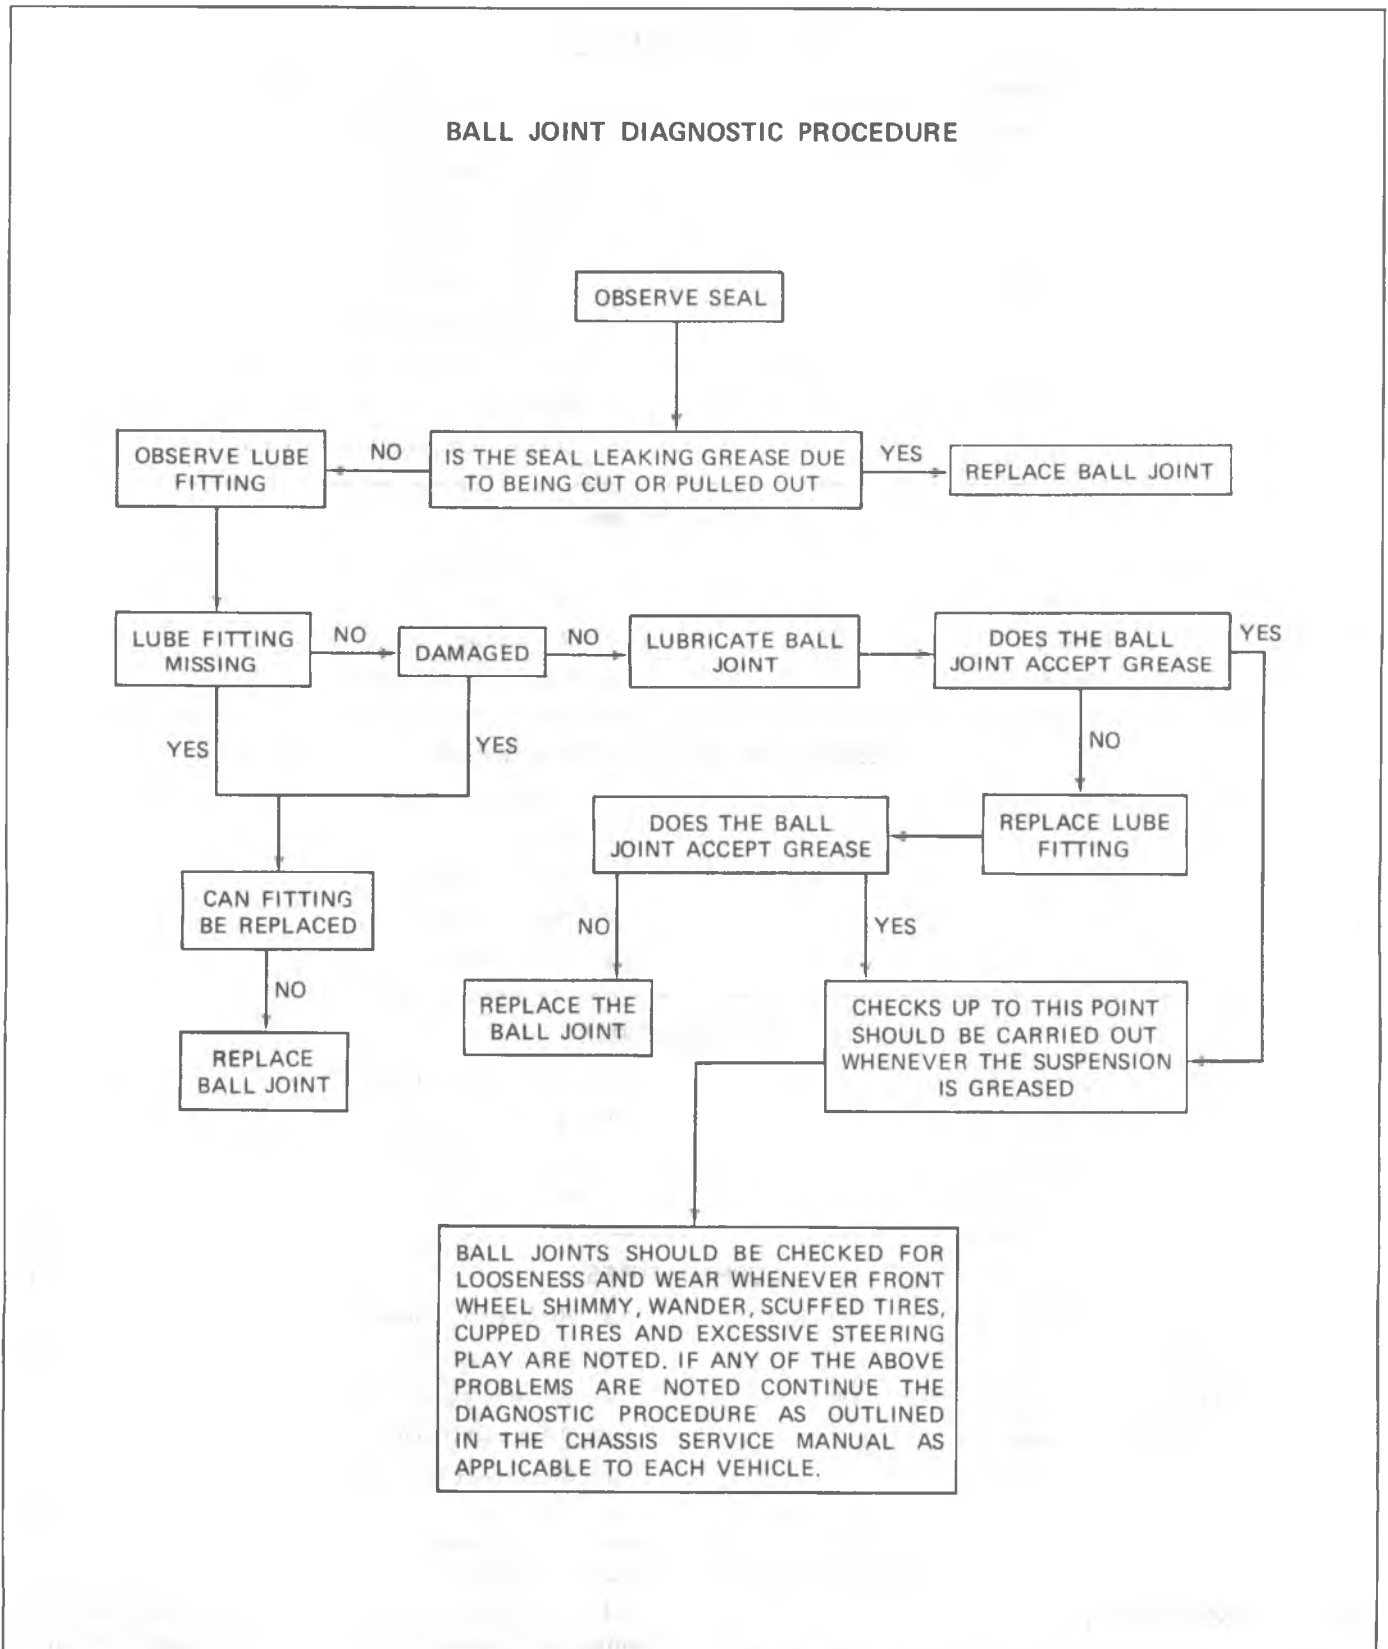 BALL JOINT DIAGNOSTIC PROCEDURE
OBSERVE SEAL
OBSERVE LUBE
FITTING
NO
IS THE SEAL LEAKING GREASE DUE
TO BEING CUT OR PULLED OUT
YES
REPLACE BALL JOINT
LUBE FITTING
MISSING
NO
DAMAGED
NO
LUBRICATE BALL
JOINT
DOES THE BALL
JOINT ACCEPT GREASE
YES
YES
YES
NO
DOES THE BALL
JOINT ACCEPT GREASE
REPLACE LUBE
FITTING
CAN FITTING
BE REPLACED
NO
YES
NO
REPLACE THE
BALL JOINT
CHECKS UP TO THIS POINT
SHOULD BE CARRIED OUT
WHENEVER THE SUSPENSION
IS GREASED
REPLACE
BALL JOINT
BALL JOINTS SHOULD BE CHECKED FOR
LOOSENESS AND WEAR WHENEVER FRONT
WHEEL SHIMMY, WANDER, SCUFFED TIRES,
CUPPED TIRES AND EXCESSIVE STEERING
PLAY ARE NOTED. IF ANY OF THE ABOVE
PROBLEMS ARE NOTED CONTINUE THE
DIAGNOSTIC PROCEDURE AS OUTLINED
IN THE CHASSIS SERVICE MANUAL AS
APPLICABLE TO EACH VEHICLE.